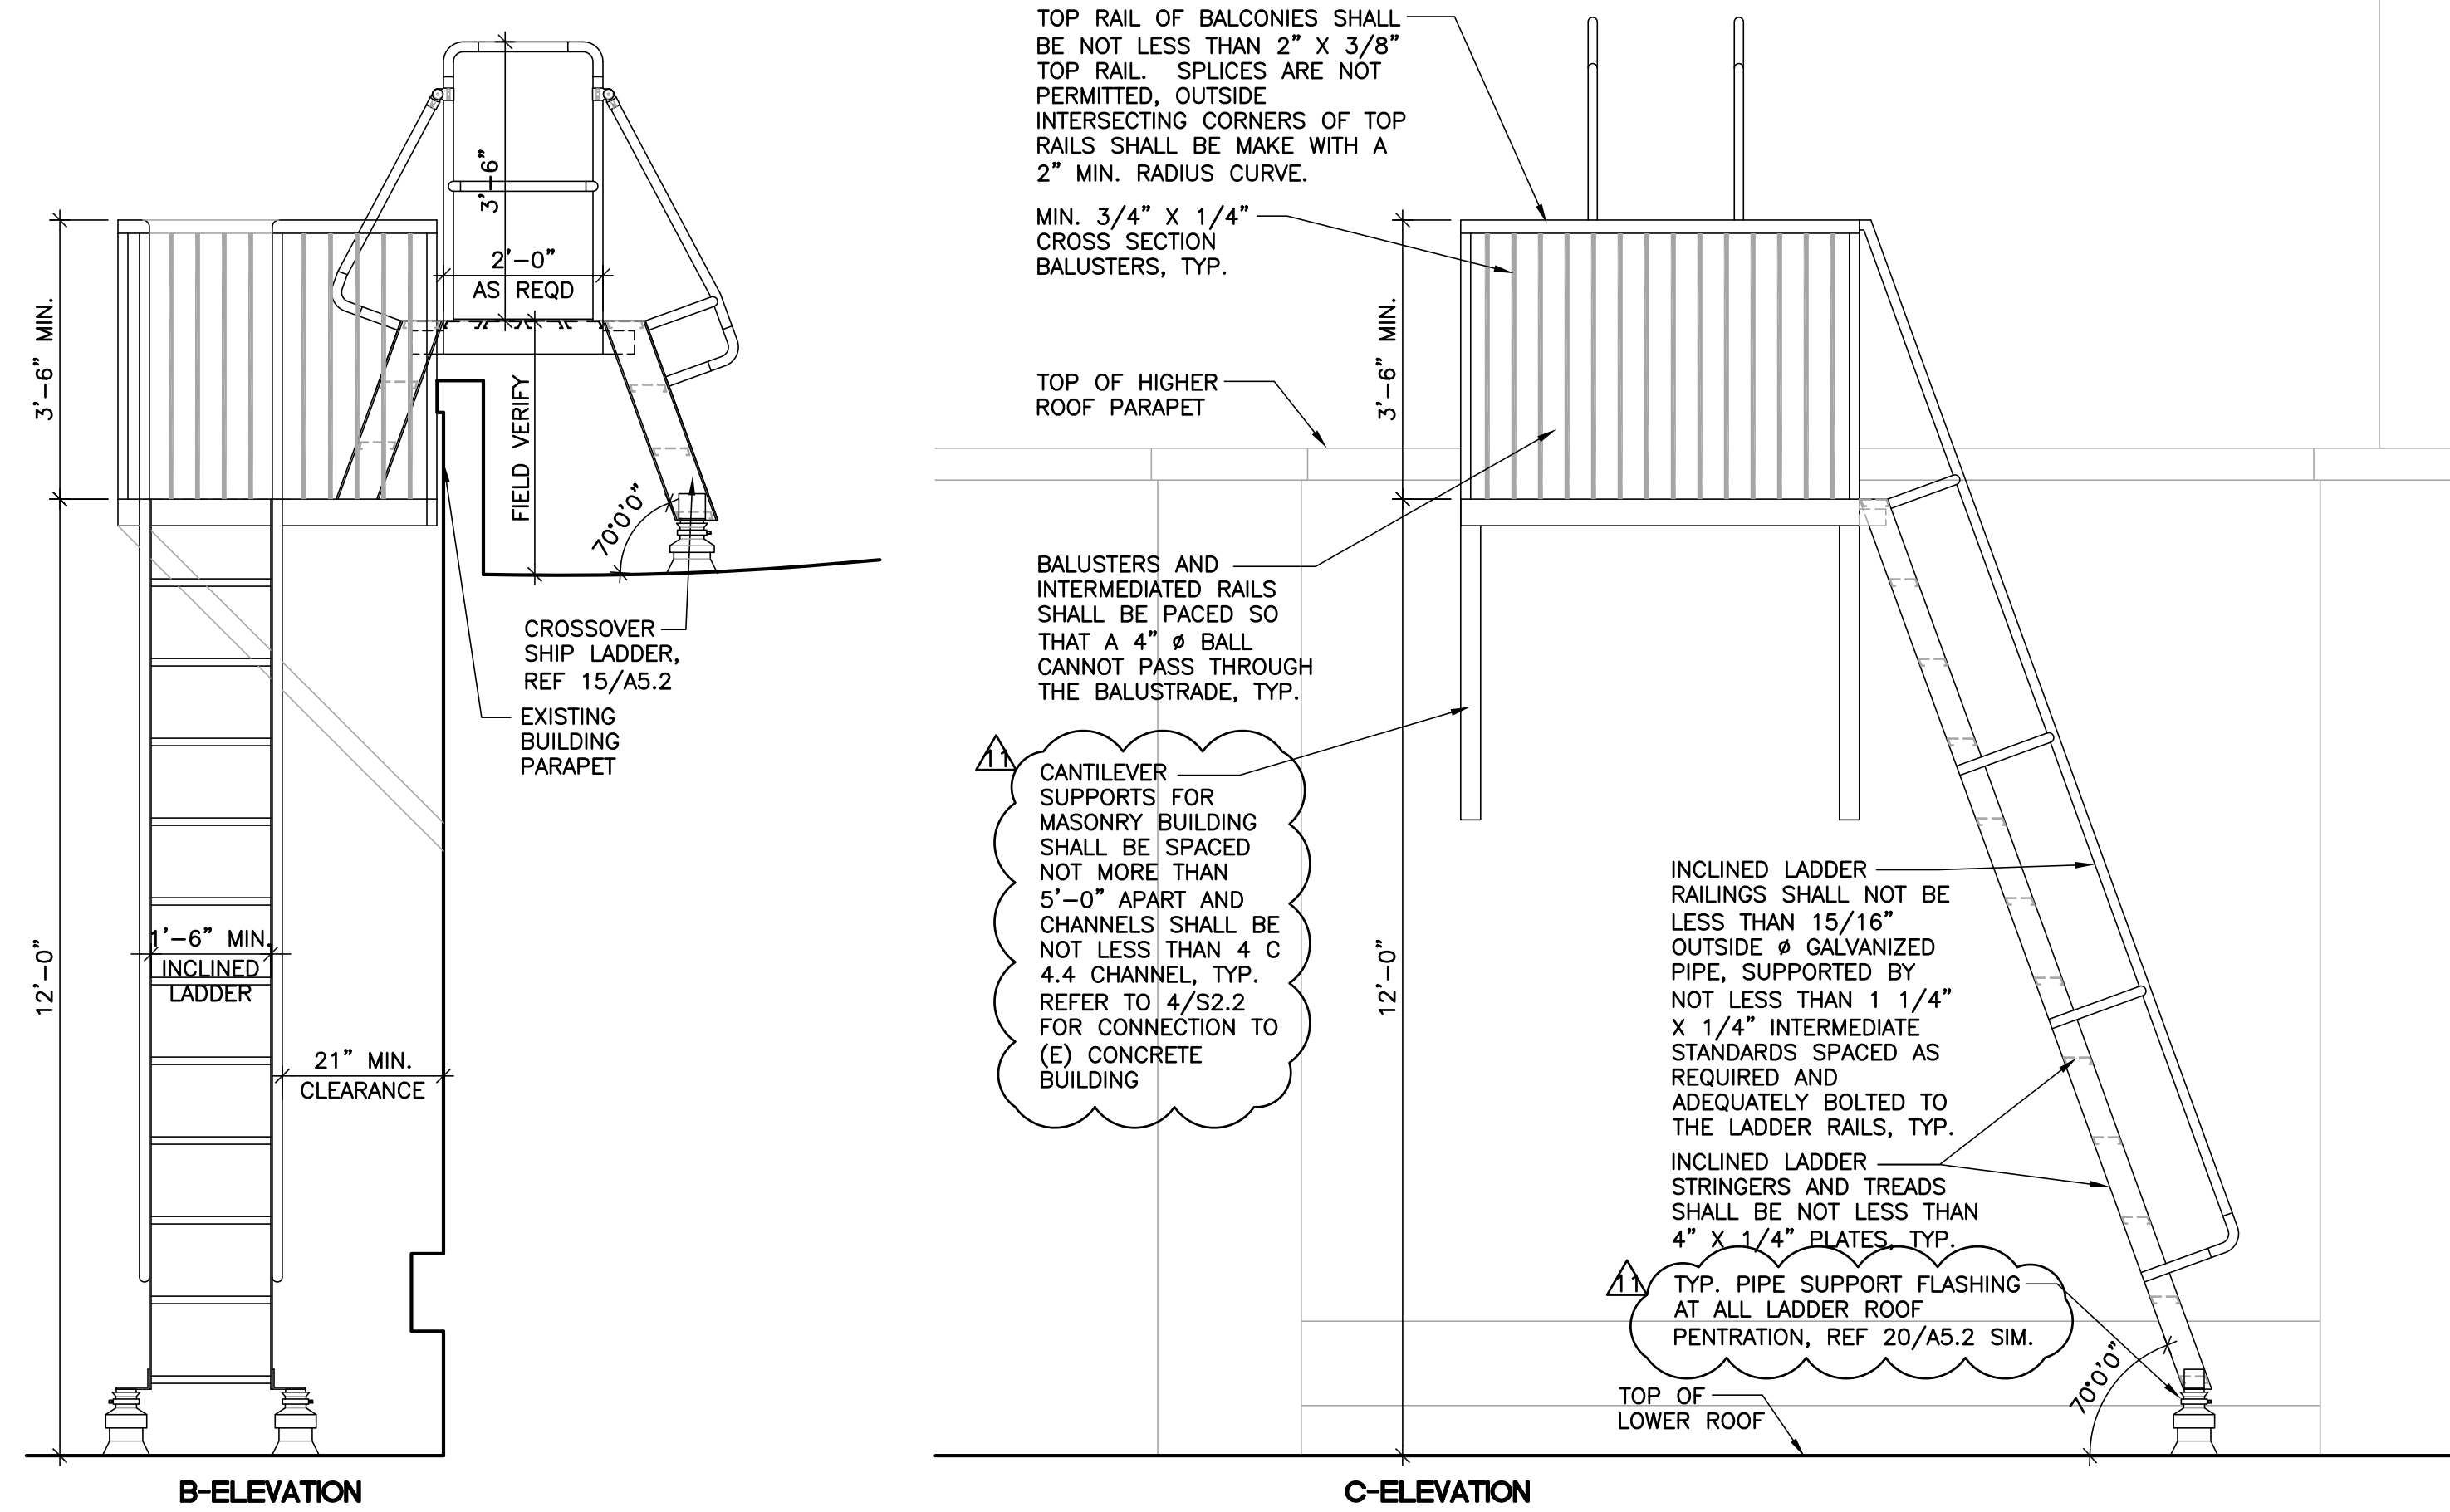 3'-6"
2'-0"
AS REQD
3'-6" MIN.
FIELD VERIFY
70°0'0"
CROSSOVER
SHIP LADDER,
REF 15/A5.2
EXISTING
BUILDING
PARAPET
12'-0"
1'-6" MIN.
INCLINED
LADDER
21" MIN.
CLEARANCE
B-ELEVATION
TOP RAIL OF BALCONIES SHALL
BE NOT LESS THAN 2" X 3/8"
TOP RAIL. SPLICES ARE NOT
PERMITTED, OUTSIDE
INTERSECTING CORNERS OF TOP
RAILS SHALL BE MAKE WITH A
2" MIN. RADIUS CURVE.
MIN. 3/4" X 1/4"
CROSS SECTION
BALUSTERS, TYP.
3'-6" MIN.
TOP OF HIGHER
ROOF PARAPET
BALUSTERS AND
INTERMEDIATED RAILS
SHALL BE PACED SO
THAT A 4" ø BALL
CANNOT PASS THROUGH
THE BALUSTRADE, TYP.
11
CANTILEVER
SUPPORTS FOR
MASONRY BUILDING
SHALL BE SPACED
NOT MORE THAN
5'-0" APART AND
CHANNELS SHALL BE
NOT LESS THAN 4 C
4.4 CHANNEL, TYP.
REFER TO 4/S2.2
FOR CONNECTION TO
(E) CONCRETE
BUILDING
12'-0"
INCLINED LADDER
RAILINGS SHALL NOT BE
LESS THAN 15/16"
OUTSIDE ø GALVANIZED
PIPE, SUPPORTED BY
NOT LESS THAN 1 1/4"
X 1/4" INTERMEDIATE
STANDARDS SPACED AS
REQUIRED AND
ADEQUATELY BOLTED TO
THE LADDER RAILS, TYP.
INCLINED LADDER
STRINGERS AND TREADS
SHALL BE NOT LESS THAN
4" X 1/4" PLATES, TYP.
11
TYP. PIPE SUPPORT FLASHING
AT ALL LADDER ROOF
PENTRATION, REF 20/A5.2 SIM.
70°0'0"
TOP OF
LOWER ROOF
C-ELEVATION